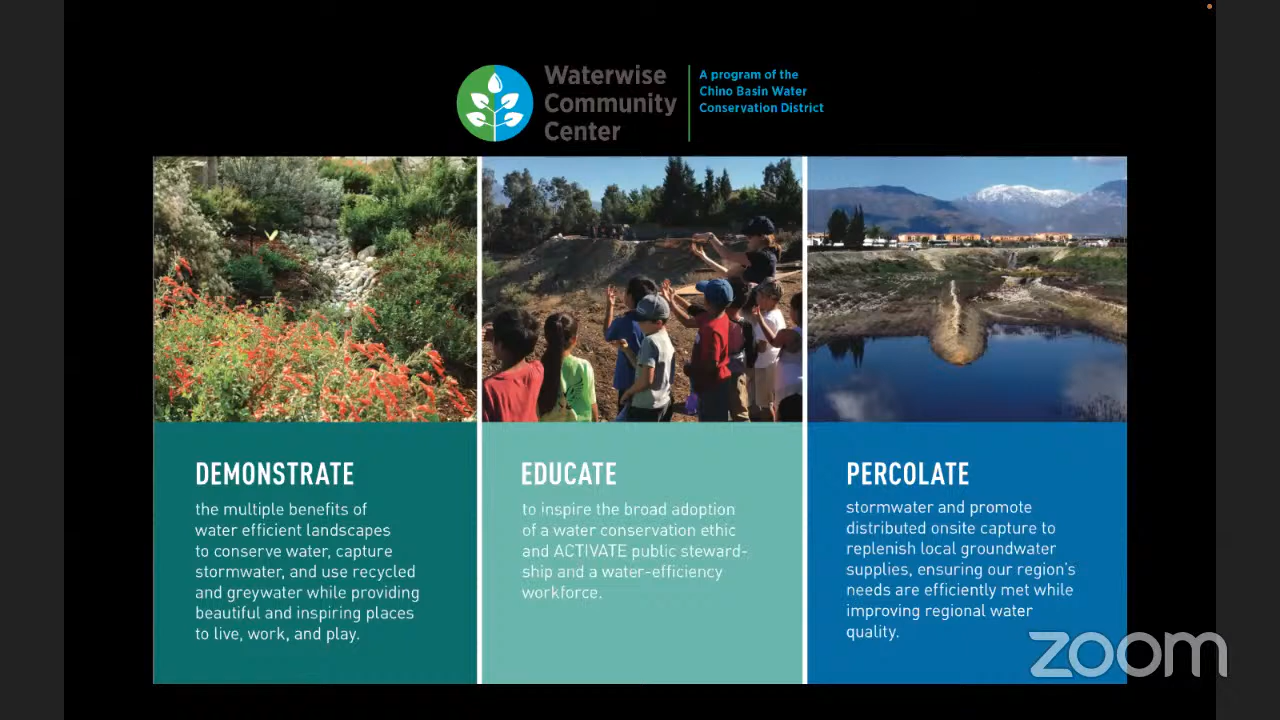 Waterwise
Community
Center
A program of the
Chino Basin Water
Conservation District
DEMONSTRATE
the multiple benefits of
water efficient landscapes
to conserve water, capture
stormwater, and use recycled
and greywater while providing
beautiful and inspiring places
to live, work, and play.
EDUCATE
to inspire the broad adoption
of a water conservation ethic
and ACTIVATE public steward-
ship and a water-efficiency
workforce.
PERCOLATE
stormwater and promote
distributed onsite capture to
replenish local groundwater
supplies, ensuring our region's
needs are efficiently met while
improving regional water
quality.
zoom